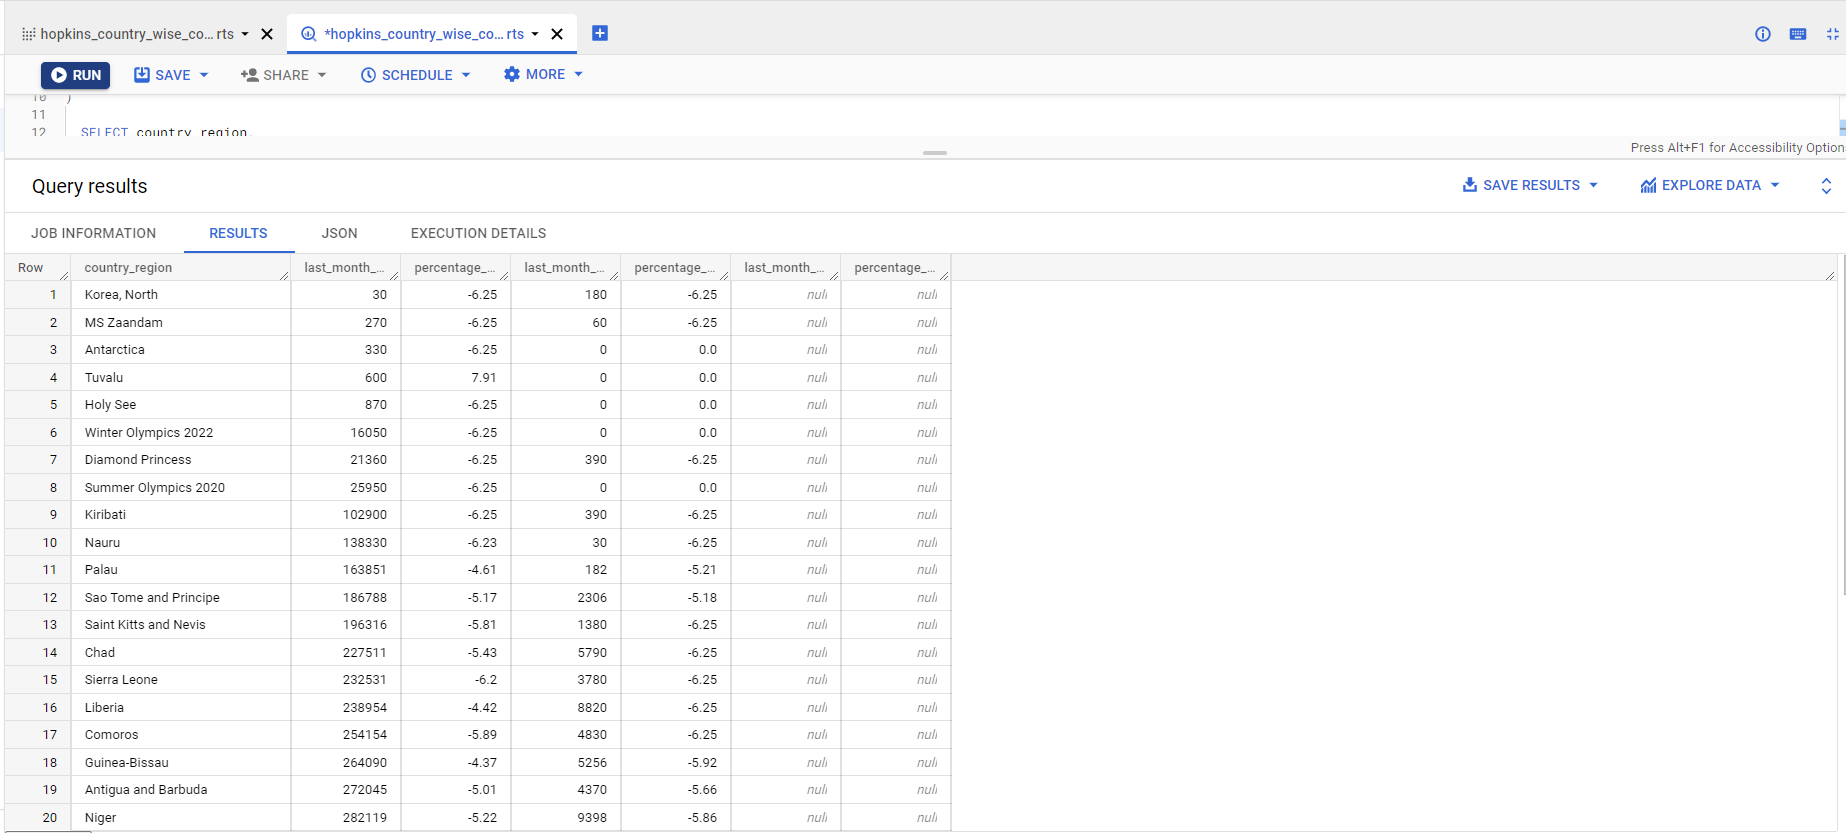 hopkins_country_wise_co... rts
*hopkins_country_wise_co... rts
RUN SAVE SHARE SCHEDULE MORE
10 )
11
12 SELECT country_region,
Press Alt+F1 for Accessibility Option
Query results SAVE RESULTS EXPLORE DATA
JOB INFORMATION RESULTS JSON EXECUTION DETAILS
Row country_region last_month_... percentage_... last_month_... percentage_... last_month_... percentage_...
1 Korea, North 30 -6.25 180 -6.25 null null
2 MS Zaandam 270 -6.25 60 -6.25 null null
3 Antarctica 330 -6.25 0 0.0 null null
4 Tuvalu 600 7.91 0 0.0 null null
5 Holy See 870 -6.25 0 0.0 null null
6 Winter Olympics 2022 16050 -6.25 0 0.0 null null
7 Diamond Princess 21360 -6.25 390 -6.25 null null
8 Summer Olympics 2020 25950 -6.25 0 0.0 null null
9 Kiribati 102900 -6.25 390 -6.25 null null
10 Nauru 138330 -6.23 30 -6.25 null null
11 Palau 163851 -4.61 182 -5.21 null null
12 Sao Tome and Principe 186788 -5.17 2306 -5.18 null null
13 Saint Kitts and Nevis 196316 -5.81 1380 -6.25 null null
14 Chad 227511 -5.43 5790 -6.25 null null
15 Sierra Leone 232531 -6.2 3780 -6.25 null null
16 Liberia 238954 -4.42 8820 -6.25 null null
17 Comoros 254154 -5.89 4830 -6.25 null null
18 Guinea-Bissau 264090 -4.37 5256 -5.92 null null
19 Antigua and Barbuda 272045 -5.01 4370 -5.66 null null
20 Niger 282119 -5.22 9398 -5.86 null null